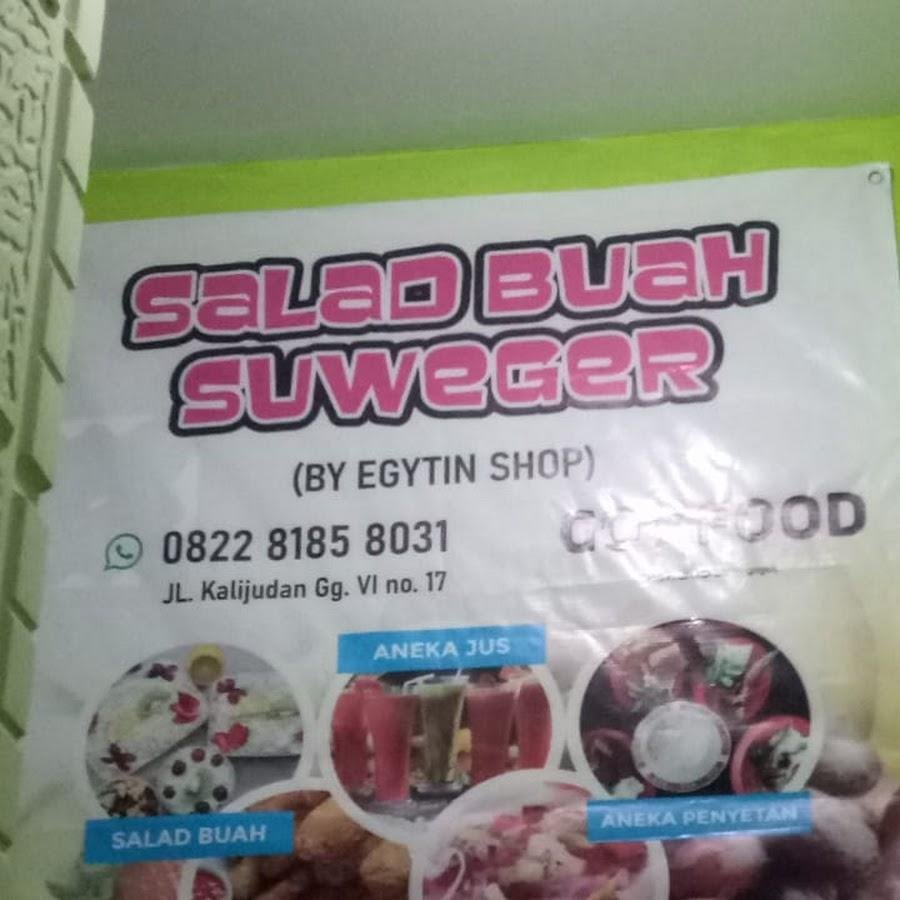 SALAD BUAH
SUWEGER
(BY EGYTIN SHOP)
0822 8185 8031
JL. Kalijudan Gg. VI no. 17
FOOD
ANEKA JUS
SALAD BUAH
ANEKA PENYETAN